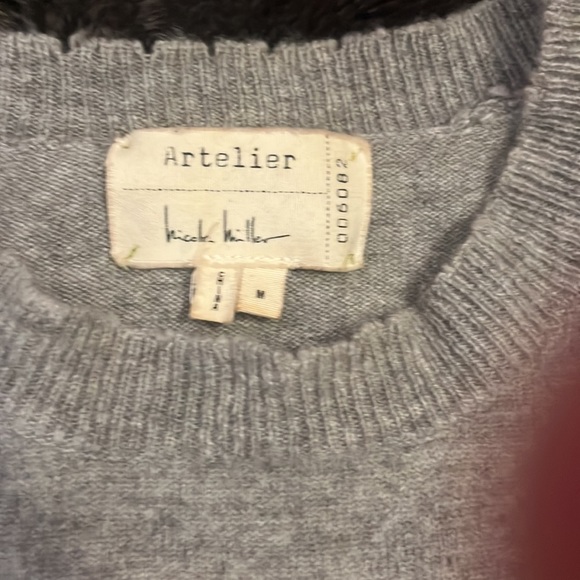 Artelier
Nicole Miller
006082
CHINA
M